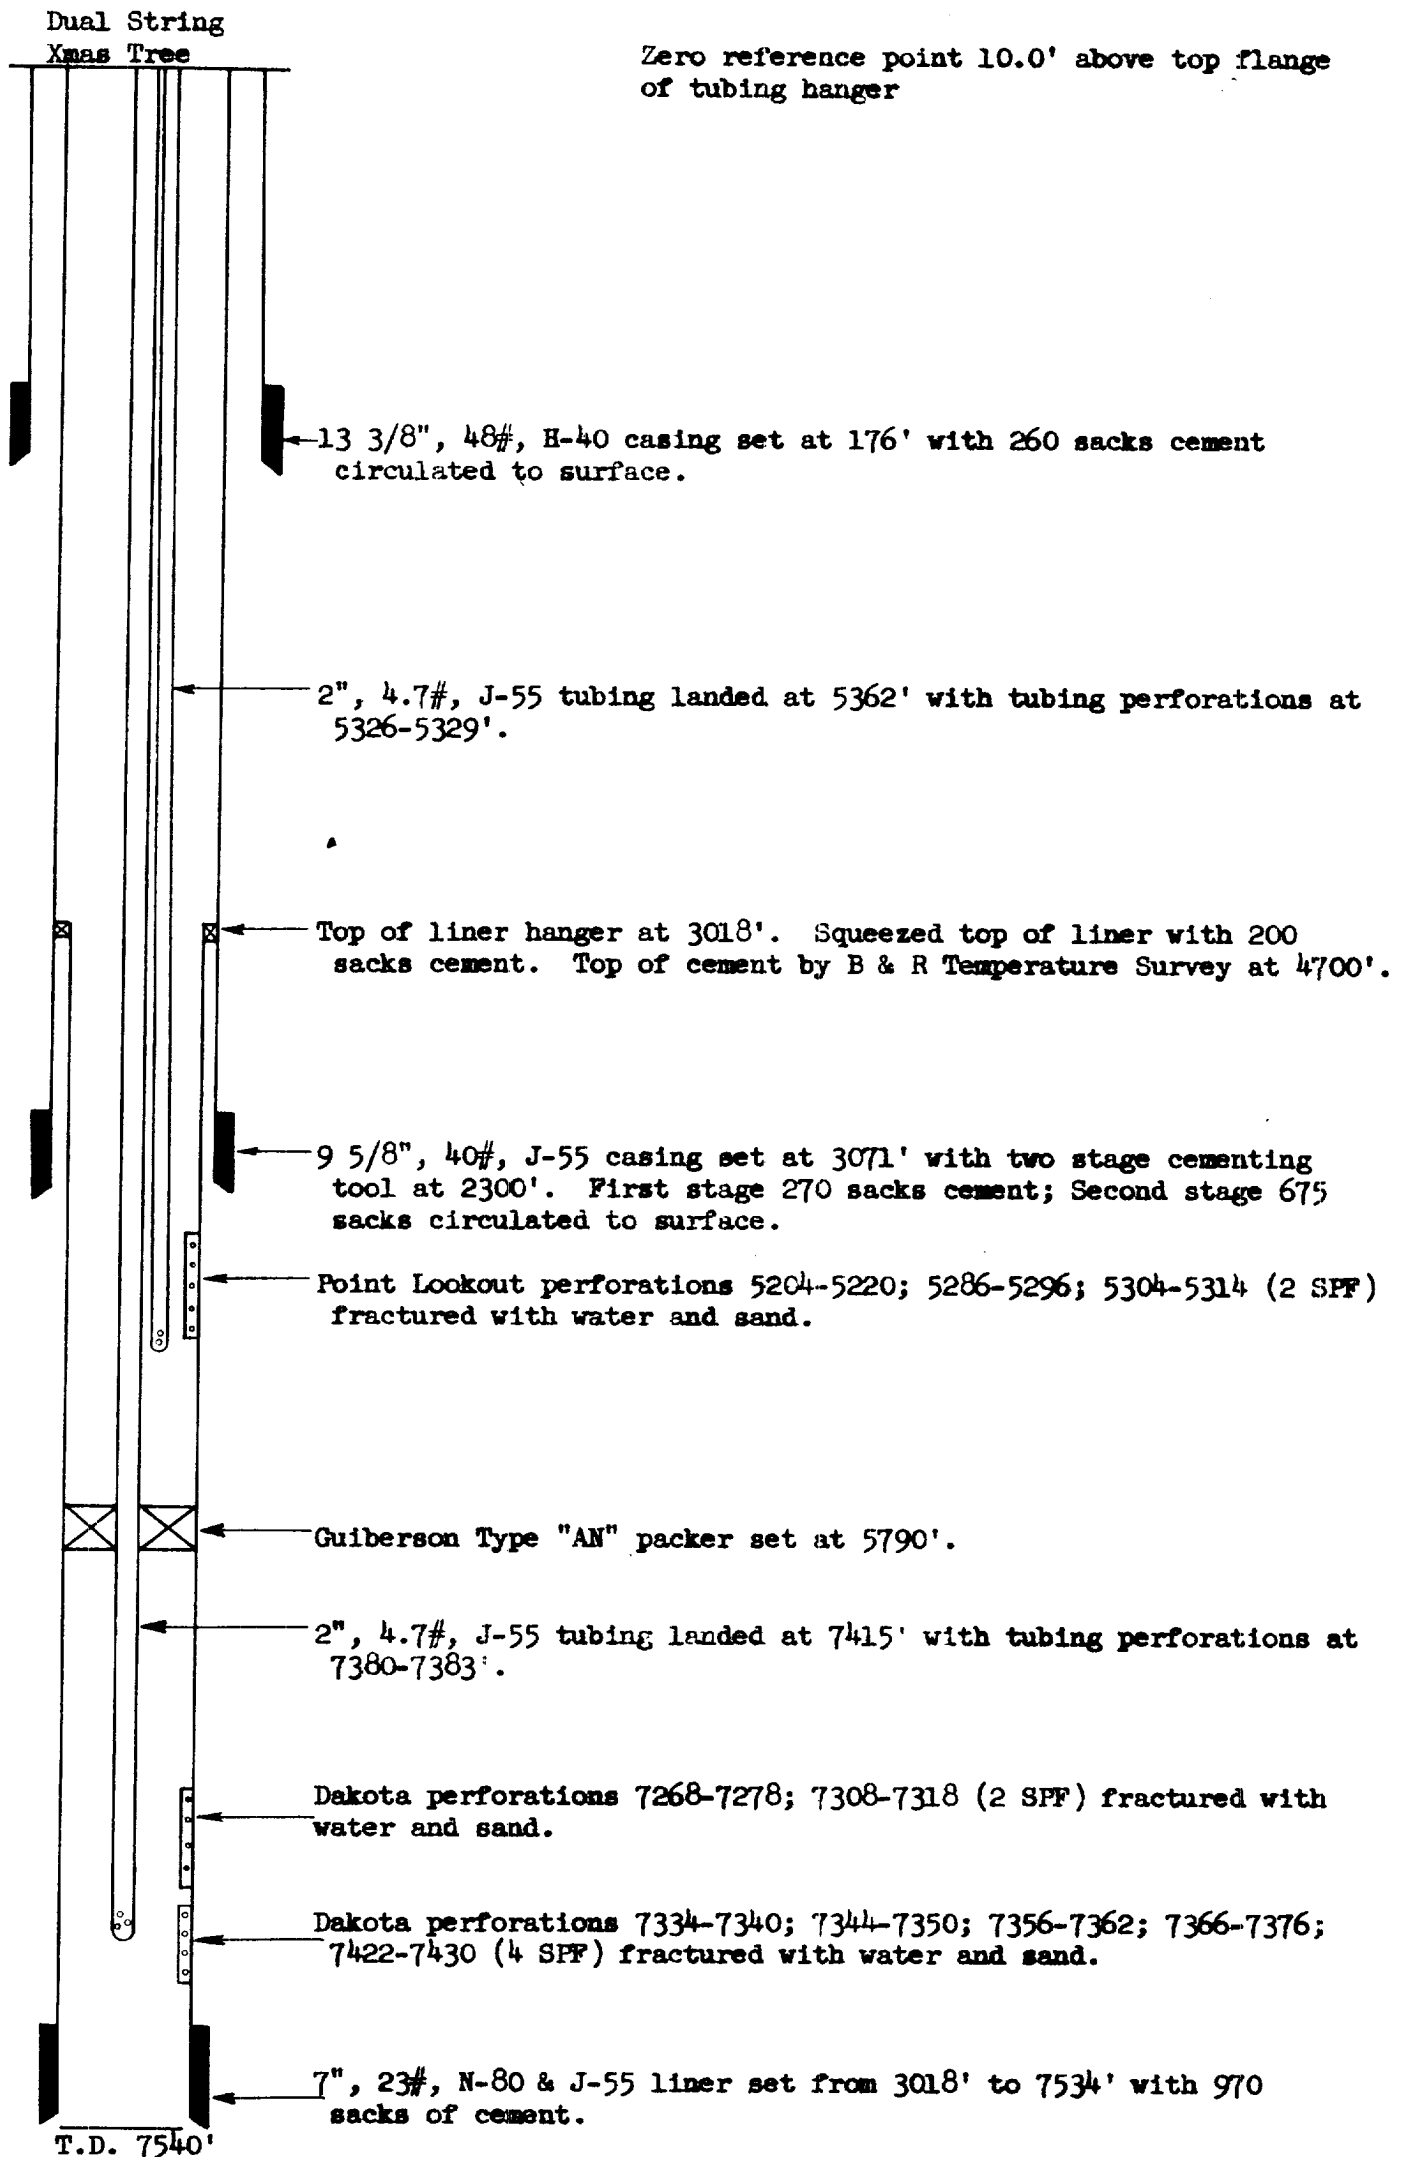 Dual String
Xmas Tree
Zero reference point 10.0' above top flange
of tubing hanger
13 3/8", 48#, H-40 casing set at 176' with 260 sacks cement
circulated to surface.
2", 4.7#, J-55 tubing landed at 5362' with tubing perforations at
5326-5329'.
Top of liner hanger at 3018'. Squeezed top of liner with 200
sacks cement. Top of cement by B & R Temperature Survey at 4700'.
9 5/8", 40#, J-55 casing set at 3071' with two stage cementing
tool at 2300'. First stage 270 sacks cement; Second stage 675
sacks circulated to surface.
Point Lookout perforations 5204-5220; 5286-5296; 5304-5314 (2 SPF)
fractured with water and sand.
Guiberson Type "AN" packer set at 5790'.
2", 4.7#, J-55 tubing landed at 7415' with tubing perforations at
7380-7383'.
Dakota perforations 7268-7278; 7308-7318 (2 SPF) fractured with
water and sand.
Dakota perforations 7334-7340; 7344-7350; 7356-7362; 7366-7376;
7422-7430 (4 SPF) fractured with water and sand.
7", 23#, N-80 & J-55 liner set from 3018' to 7534' with 970
sacks of cement.
T.D. 7540'